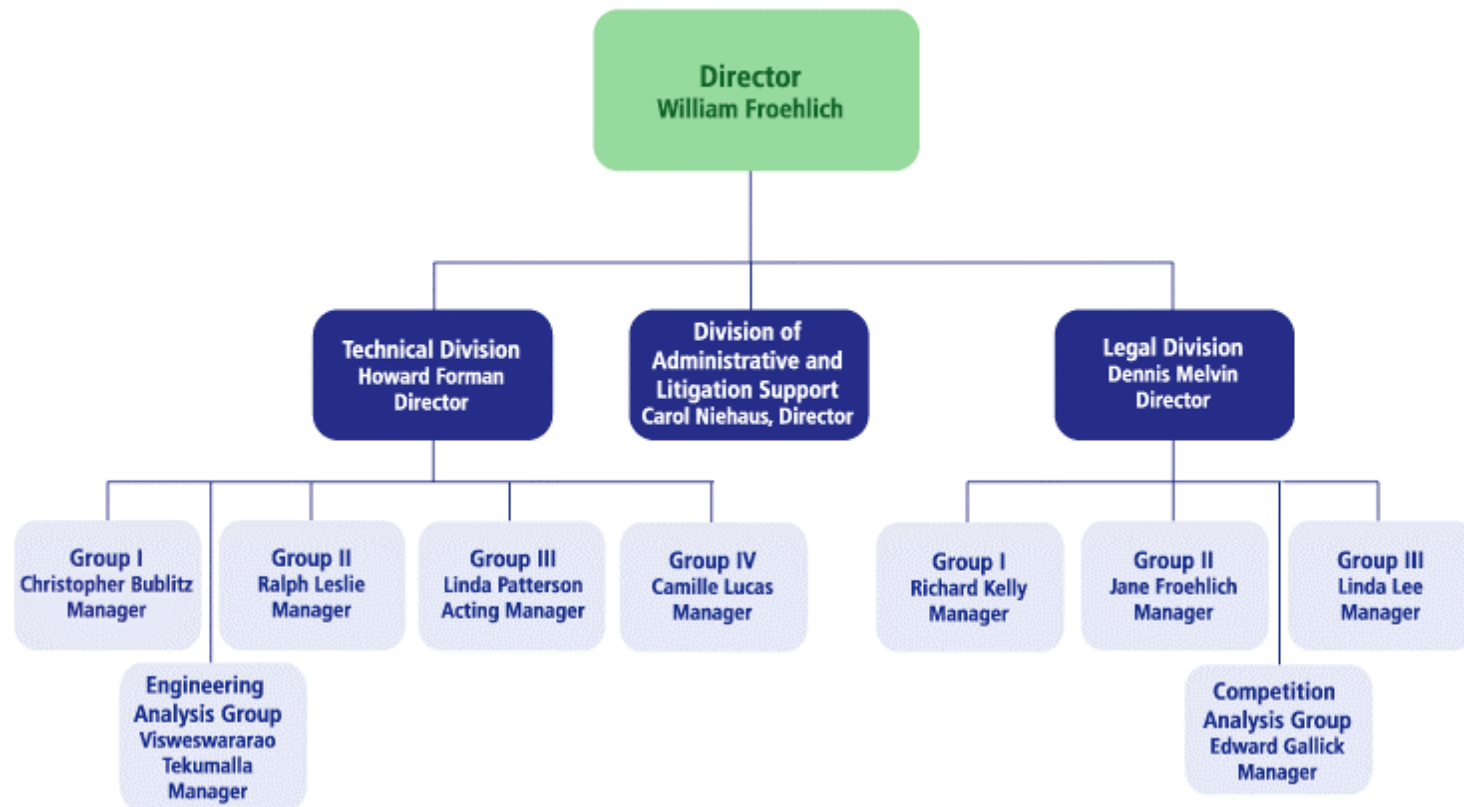 Director
William Froehlich
Technical Division
Howard Forman
Director
Division of
Administrative and
Litigation Support
Carol Niehaus, Director
Legal Division
Dennis Melvin
Director
Group I
Christopher Bublitz
Manager
Group II
Ralph Leslie
Manager
Group III
Linda Patterson
Acting Manager
Group IV
Camille Lucas
Manager
Group I
Richard Kelly
Manager
Group II
Jane Froehlich
Manager
Group III
Linda Lee
Manager
Engineering
Analysis Group
Visweswararao
Tekumalla
Manager
Competition
Analysis Group
Edward Gallick
Manager